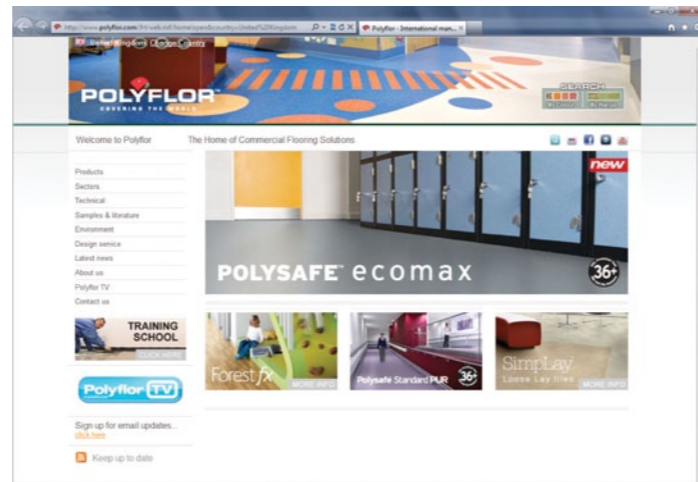 Polyflor - International man...
United Kingdom Change Country
POLYFLOR
COVERING THE WORLD
SEARCH
Welcome to Polyflor
The Home of Commercial Flooring Solutions
Products
Sectors
Technical
Samples & literature
Environment
Design service
Latest news
About us
Polyflor TV
Contact us
new
POLYSAFE™ ecomax
36+
TRAINING
SCHOOL
CLICK HERE
Forest fx
MORE INFO
Polysafe Standard PUR
36+
SimpLay
Loose Lay tiles
MORE INFO
Polyflor TV
Sign up for email updates...
click here
Keep up to date